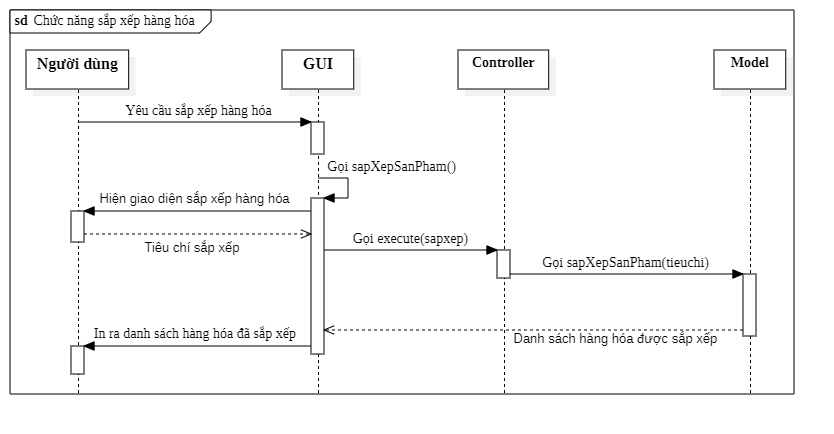 sd Chức năng sắp xếp hàng hóa
Người dùng
GUI
Controller
Model
Yêu cầu sắp xếp hàng hóa
Gọi sapXepSanPham()
Hiện giao diện sắp xếp hàng hóa
Tiêu chí sắp xếp
Gọi execute(sapxep)
Gọi sapXepSanPham(tieuchi)
Danh sách hàng hóa được sắp xếp
In ra danh sách hàng hóa đã sắp xếp